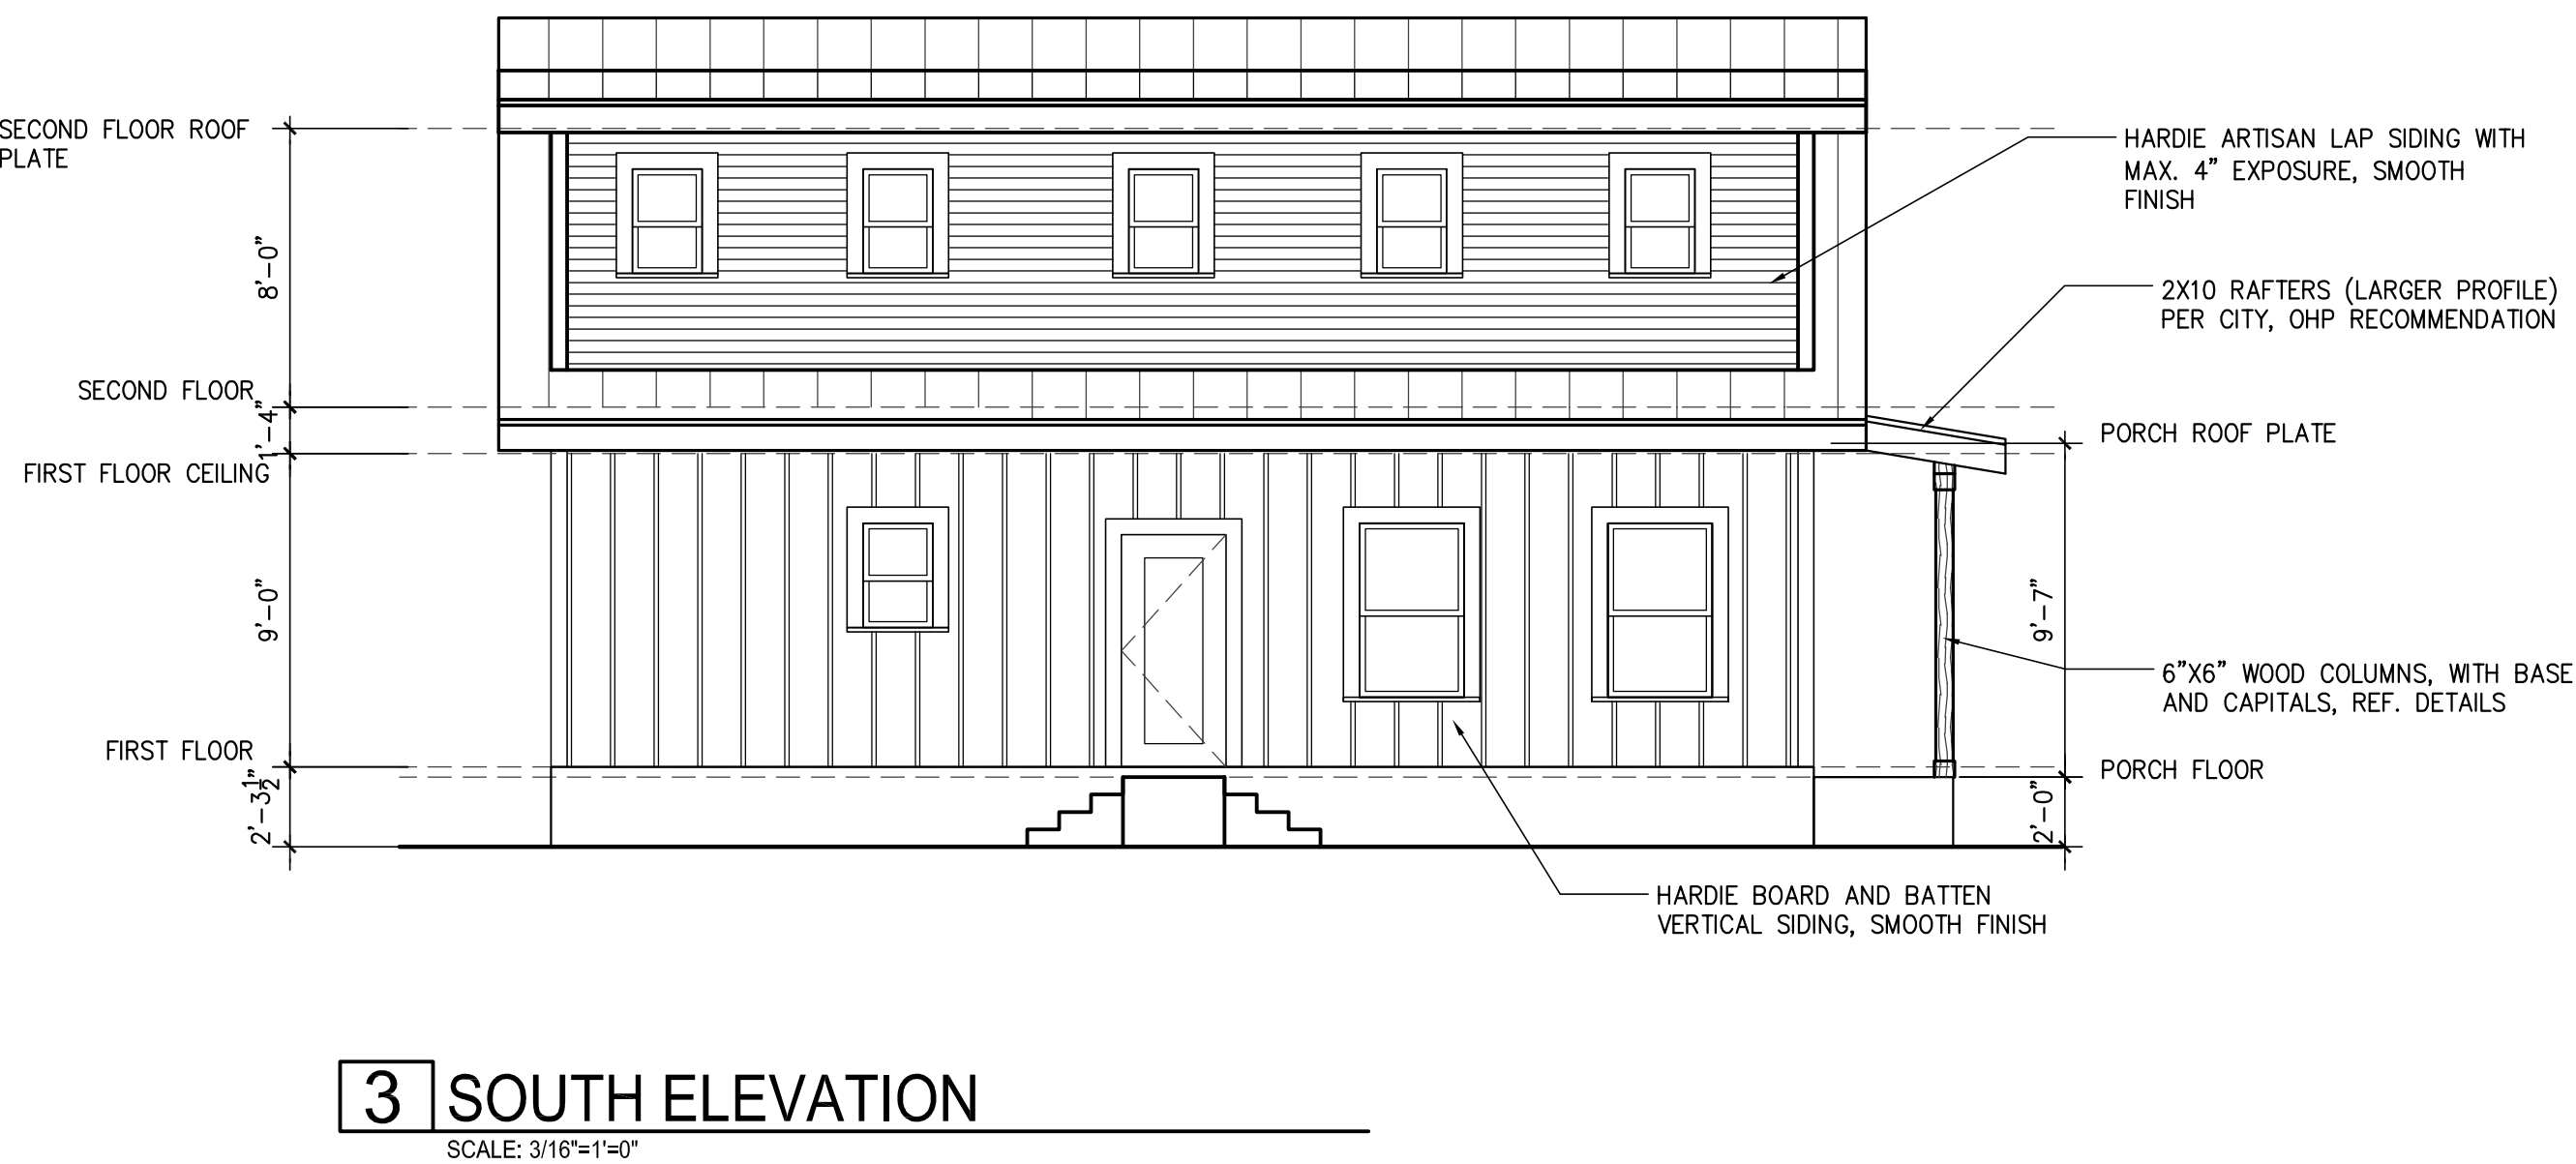 SECOND FLOOR ROOF
PLATE
8'-0"
SECOND FLOOR
1'-4"
FIRST FLOOR CEILING
9'-0"
FIRST FLOOR
2'-3 1/2"
HARDIE ARTISAN LAP SIDING WITH
MAX. 4" EXPOSURE, SMOOTH
FINISH
2X10 RAFTERS (LARGER PROFILE)
PER CITY, OHP RECOMMENDATION
PORCH ROOF PLATE
9'-7"
6"X6" WOOD COLUMNS, WITH BASE
AND CAPITALS, REF. DETAILS
PORCH FLOOR
2'-0"
HARDIE BOARD AND BATTEN
VERTICAL SIDING, SMOOTH FINISH
3 SOUTH ELEVATION
SCALE: 3/16"=1'=0"